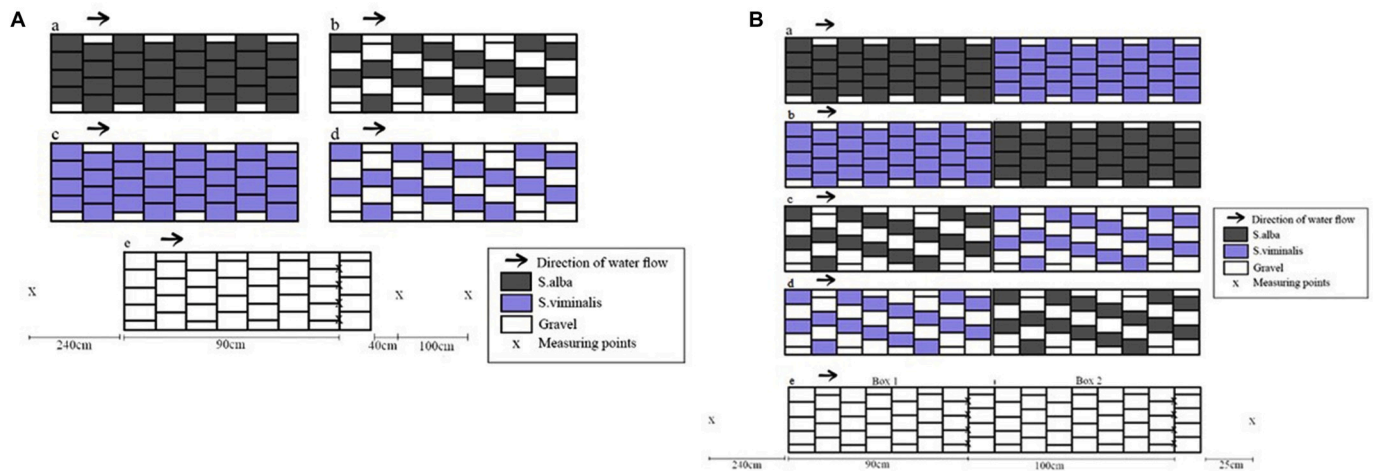 A
a
b
c
d
e
Direction of water flow
S.alba
S.viminalis
Gravel
x Measuring points
x
x
x
240cm
90cm
40cm
100cm
B
a
b
c
d
e
Box 1
Box 2
Direction of water flow
S.alba
S.viminalis
Gravel
x Measuring points
x
x
240cm
90cm
100cm
25cm